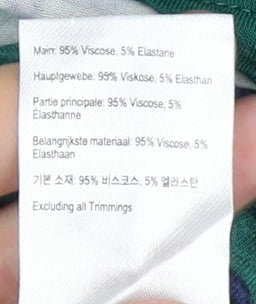 Main: 95% Viscose, 5% Elastane
Hauptgewebe: 95% Viskose, 5% Elasthan
Partie principale: 95% Viscose, 5%
Élasthanne
Belangrijkste materiaal: 95% Viscose, 5%
Elasthaan
기본 소재: 95% 비스코스, 5% 엘라스탄
Excluding all Trimmings